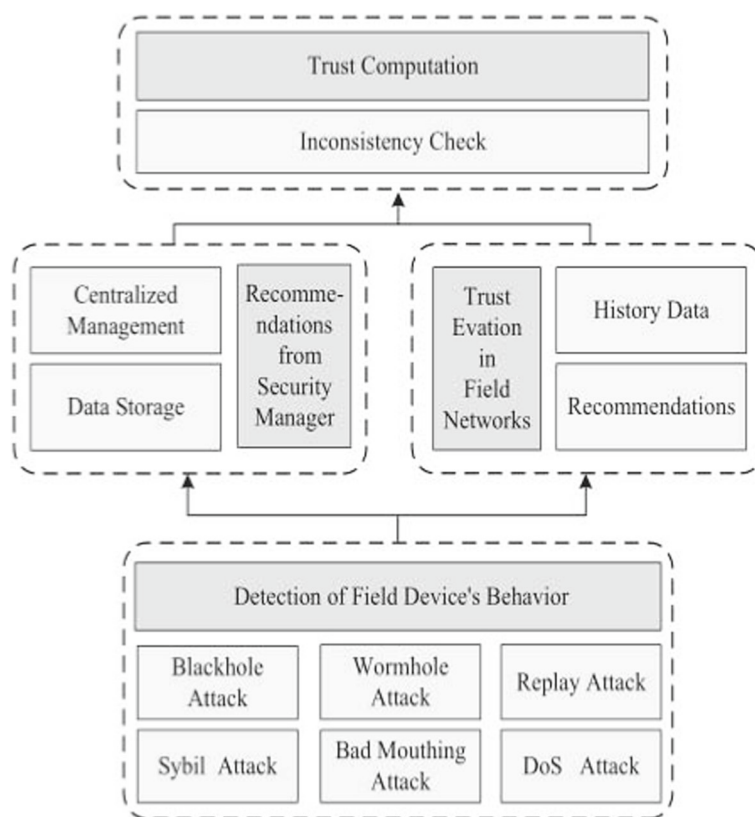 Trust Computation
Inconsistency Check
Centralized
Management
Data Storage
Recomme-
ndations
from
Security
Manager
Trust
Evation
in
Field
Networks
History Data
Recommendations
Detection of Field Device's Behavior
Blackhole
Attack
Wormhole
Attack
Replay Attack
Sybil Attack
Bad Mouthing
Attack
DoS Attack